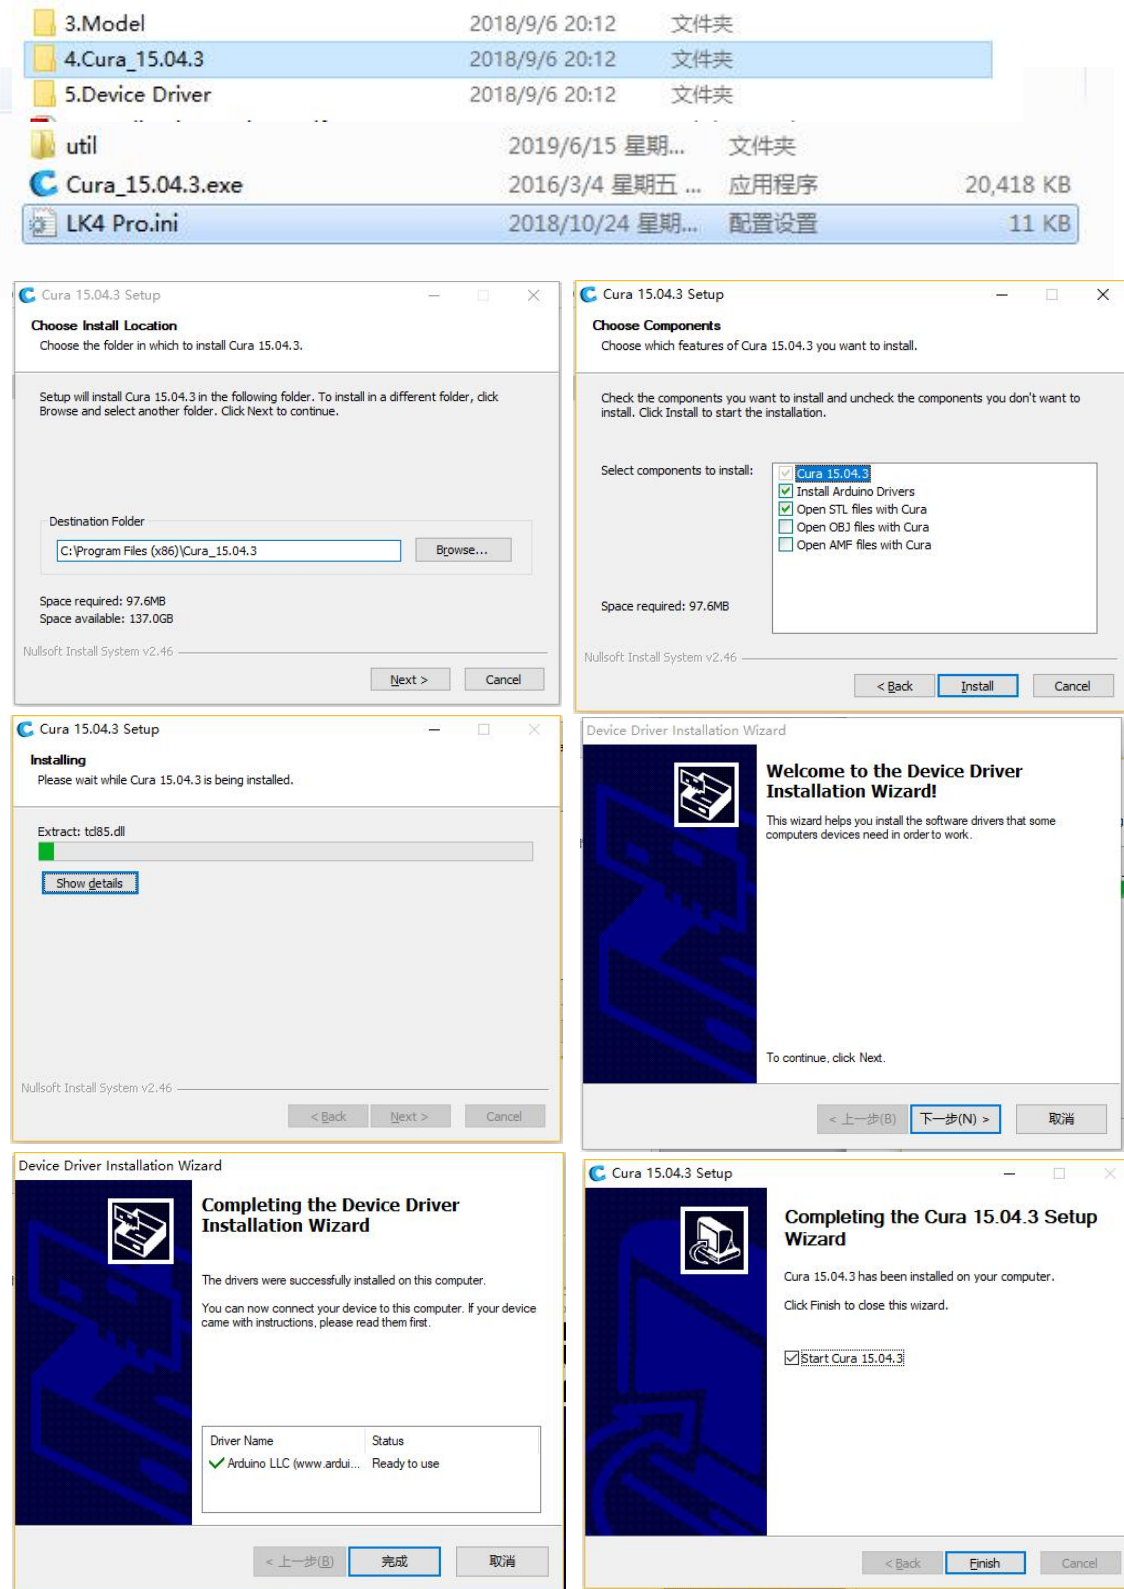 3.Model 2018/9/6 20:12 文件夹
4.Cura_15.04.3 2018/9/6 20:12 文件夹
5.Device Driver 2018/9/6 20:12 文件夹
util 2019/6/15 星期... 文件夹
Cura_15.04.3.exe 2016/3/4 星期五 ... 应用程序 20,418 KB
LK4 Pro.ini 2018/10/24 星期... 配置设置 11 KB
Cura 15.04.3 Setup
Choose Install Location
Choose the folder in which to install Cura 15.04.3.
Setup will install Cura 15.04.3 in the following folder. To install in a different folder, click
Browse and select another folder. Click Next to continue.
Destination Folder
C:\Program Files (x86)\Cura_15.04.3
Browse...
Space required: 97.6MB
Space available: 137.0GB
Nullsoft Install System v2.46
Next > Cancel
Cura 15.04.3 Setup
Choose Components
Choose which features of Cura 15.04.3 you want to install.
Check the components you want to install and uncheck the components you don't want to
install. Click Install to start the installation.
Select components to install:
Cura 15.04.3
Install Arduino Drivers
Open STL files with Cura
Open OBJ files with Cura
Open AMF files with Cura
Space required: 97.6MB
Nullsoft Install System v2.46
< Back Install Cancel
Cura 15.04.3 Setup
Installing
Please wait while Cura 15.04.3 is being installed.
Extract: tcl85.dll
Show details
Nullsoft Install System v2.46
< Back Next > Cancel
Device Driver Installation Wizard
Welcome to the Device Driver
Installation Wizard!
This wizard helps you install the software drivers that some
computers devices need in order to work.
To continue, click Next.
< 上一步(B) 下一步(N) > 取消
Device Driver Installation Wizard
Completing the Device Driver
Installation Wizard
The drivers were successfully installed on this computer.
You can now connect your device to this computer. If your device
came with instructions, please read them first.
Driver Name Status
Arduino LLC (www.ardui... Ready to use
< 上一步(B) 完成 取消
Cura 15.04.3 Setup
Completing the Cura 15.04.3 Setup
Wizard
Cura 15.04.3 has been installed on your computer.
Click Finish to close this wizard.
Start Cura 15.04.3
< Back Finish Cancel